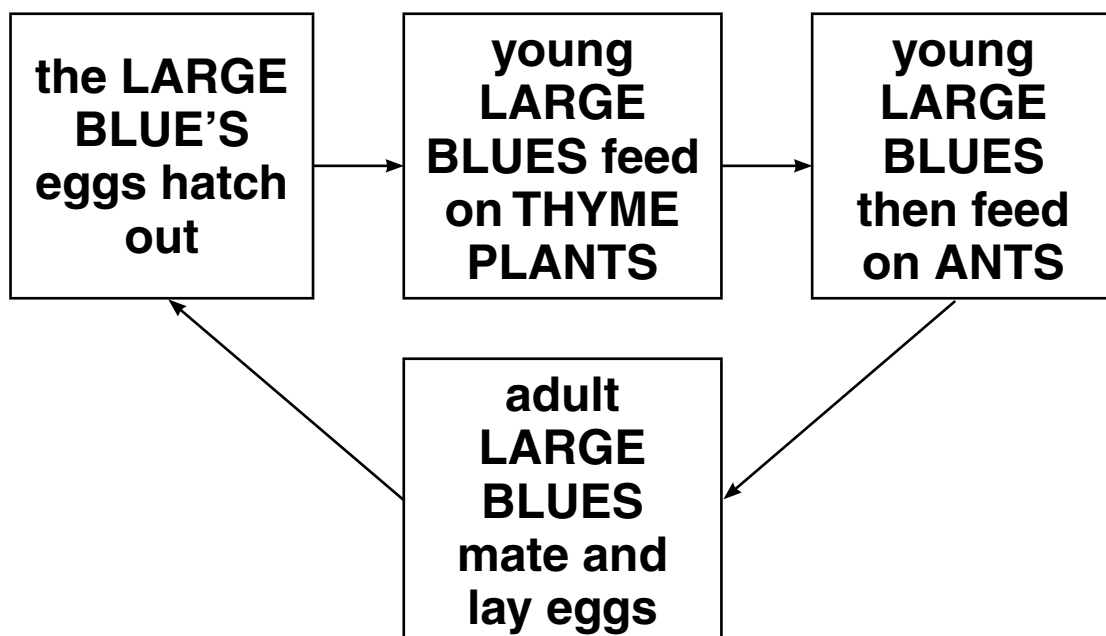 the LARGE
BLUE’S
eggs hatch
out
young
LARGE
BLUES feed
on THYME
PLANTS
young
LARGE
BLUES
then feed
on ANTS
adult
LARGE
BLUES
mate and
lay eggs